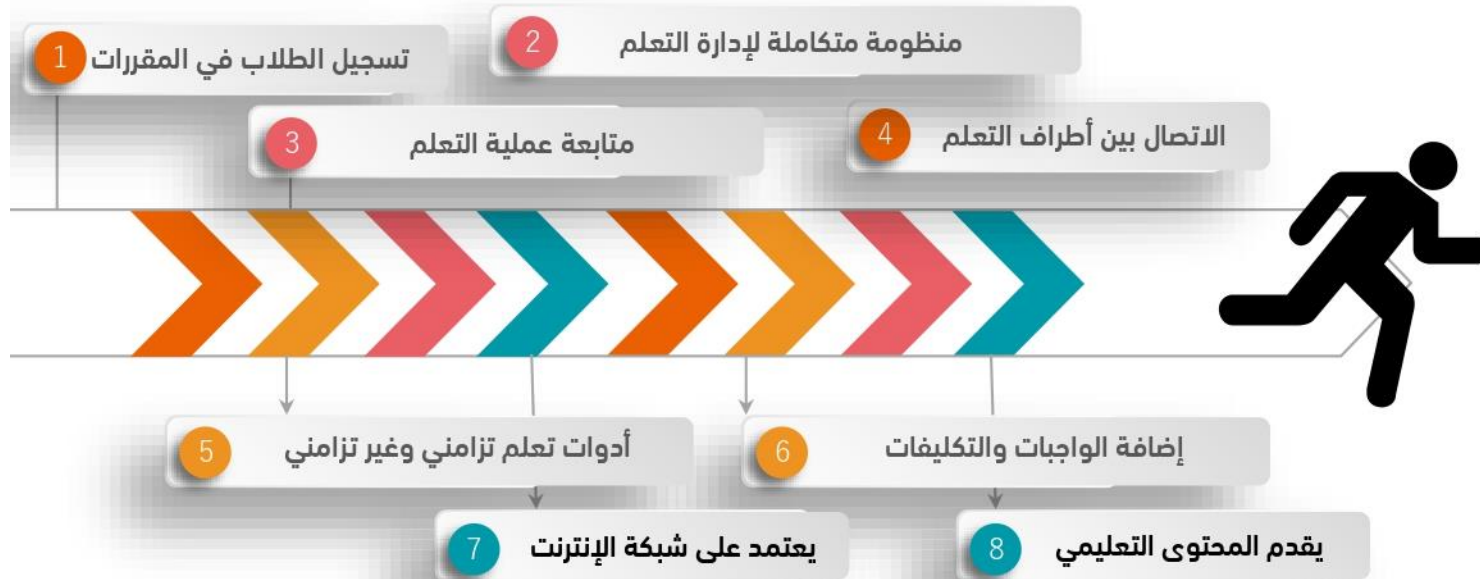 1 تسجيل الطلاب في المقررات
2 منظومة متكاملة لإدارة التعلم
3 متابعة عملية التعلم
4 الاتصال بين أطراف التعلم
5 أدوات تعلم تزامني وغير تزامني
6 إضافة الواجبات والتكليفات
7 يعتمد على شبكة الإنترنت
8 يقدم المحتوى التعليمي